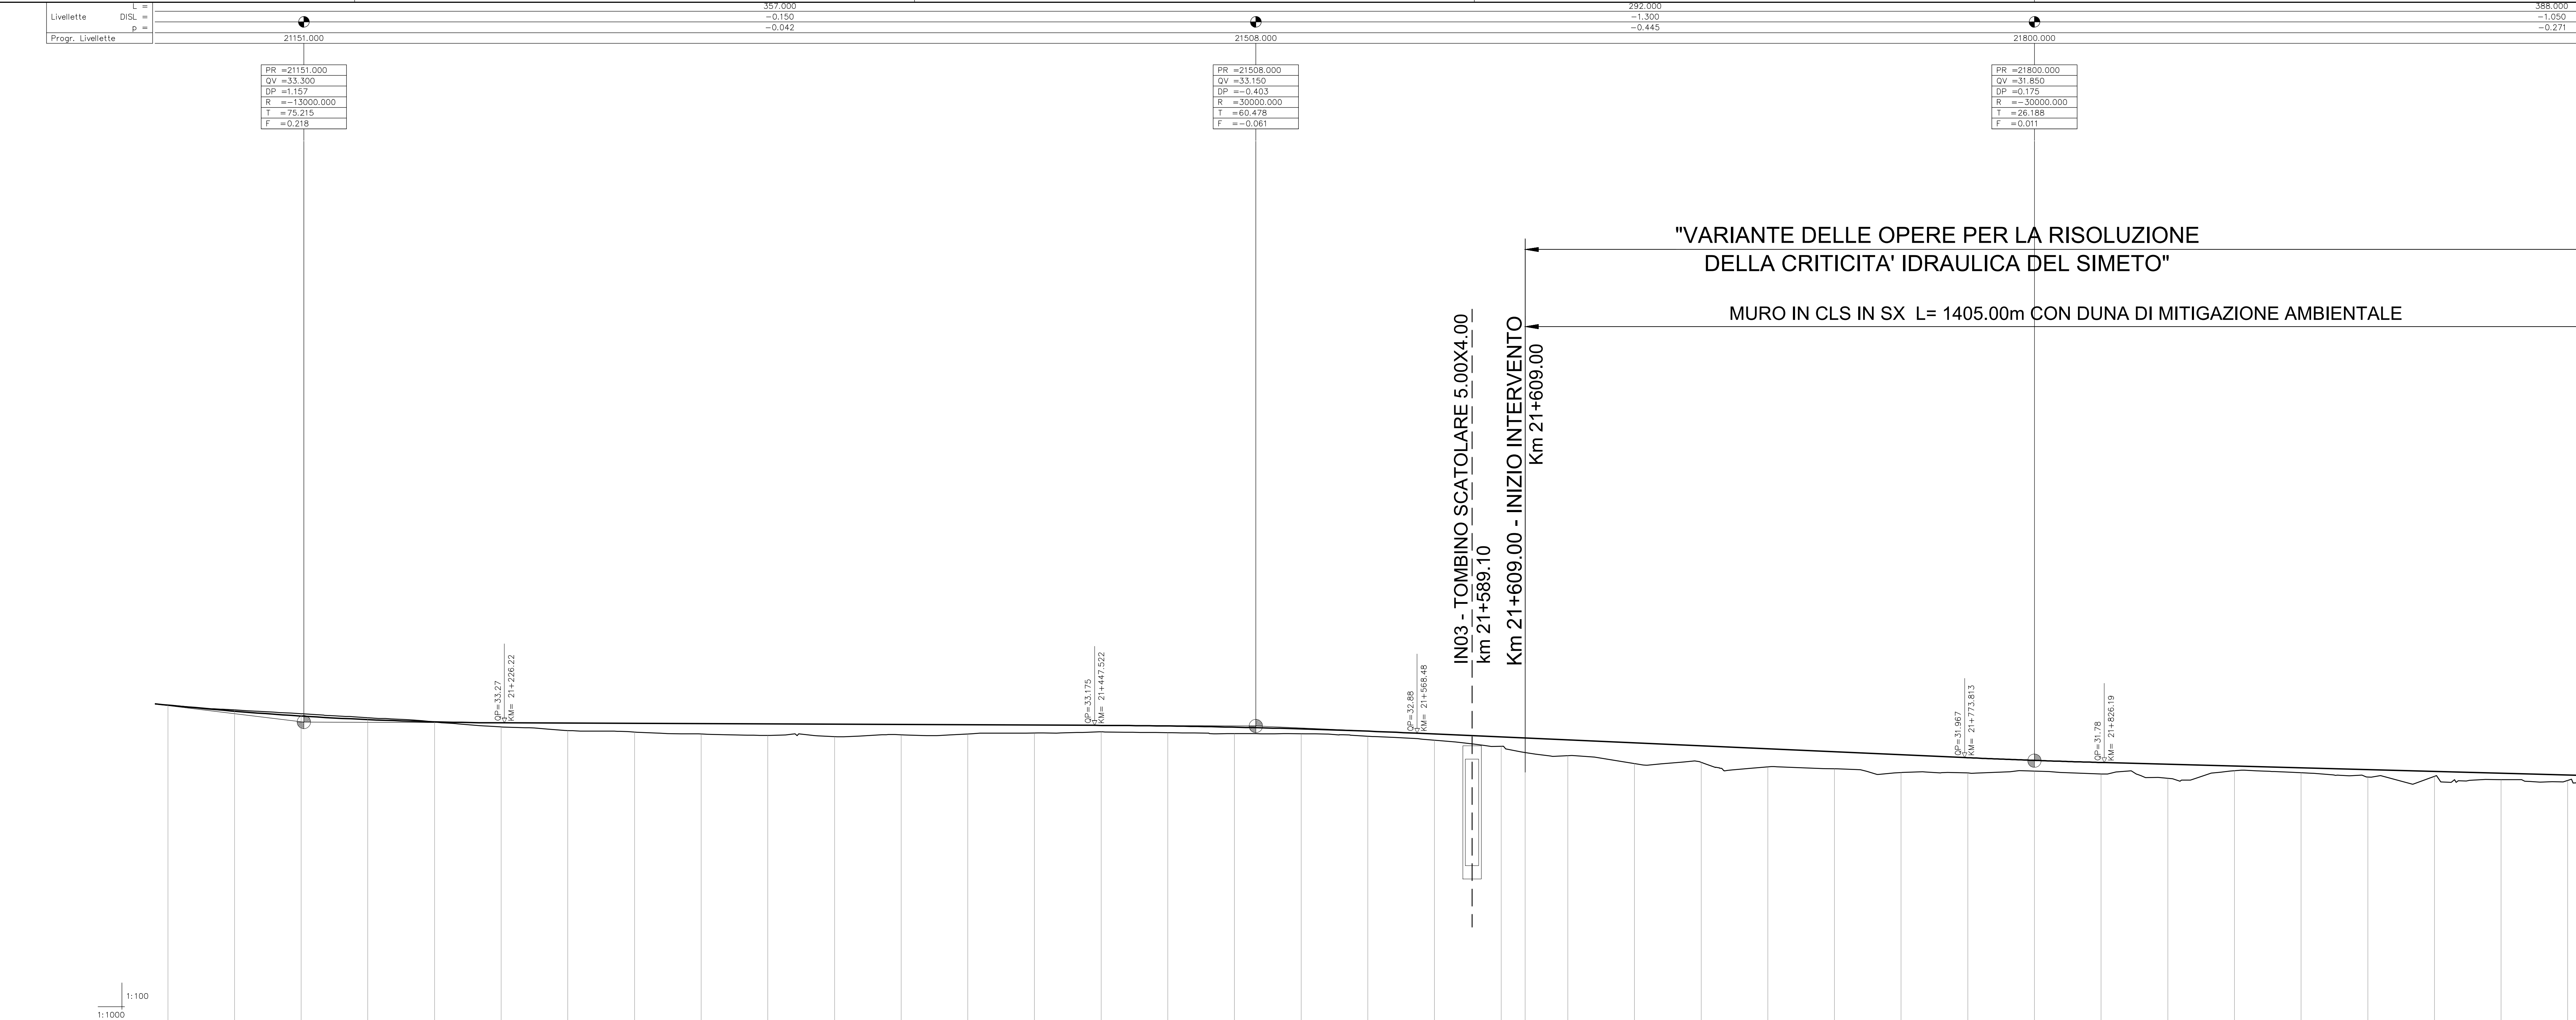 L = 357.000 292.000 388.000
Livellette DISL = -0.150 -1.300 -1.050
p = -0.042 -0.445 -0.271
Progr. Livellette 21151.000 21508.000 21800.000
PR =21151.000
QV =33.300
DP =1.157
R =-13000.000
T =75.215
F =0.218
PR =21508.000
QV =33.150
DP =-0.403
R =30000.000
T =60.478
F =-0.061
PR =21800.000
QV =31.850
DP =0.175
R =-30000.000
T =26.188
F =0.011
"VARIANTE DELLE OPERE PER LA RISOLUZIONE
DELLA CRITICITA' IDRAULICA DEL SIMETO"
MURO IN CLS IN SX L= 1405.00m CON DUNA DI MITIGAZIONE AMBIENTALE
IN03 - TOMBINO SCATOLARE 5.00X4.00
km 21+589.10
Km 21+609.00 - INIZIO INTERVENTO
Km 21+609.00
QP=33.27
KM= 21+226.22
QP=33.175
KM= 21+447.522
QP=32.88
KM= 21+568.48
QP=31.967
KM= 21+773.813
QP=31.78
KM= 21+826.19
1:100
1:1000